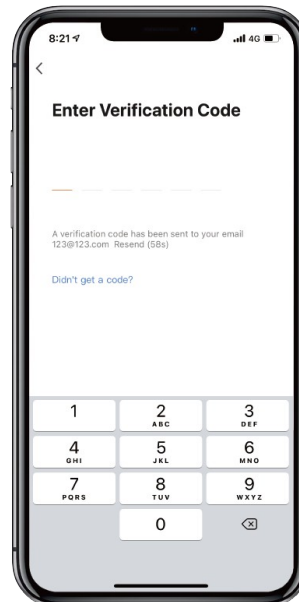 8:21
4G
Enter Verification Code
A verification code has been sent to your email
123@123.com Resend (58s)
Didn't get a code?
1 2 3
ABC DEF
4 5 6
GHI JKL MNO
7 8 9
PQRS TUV WXYZ
0